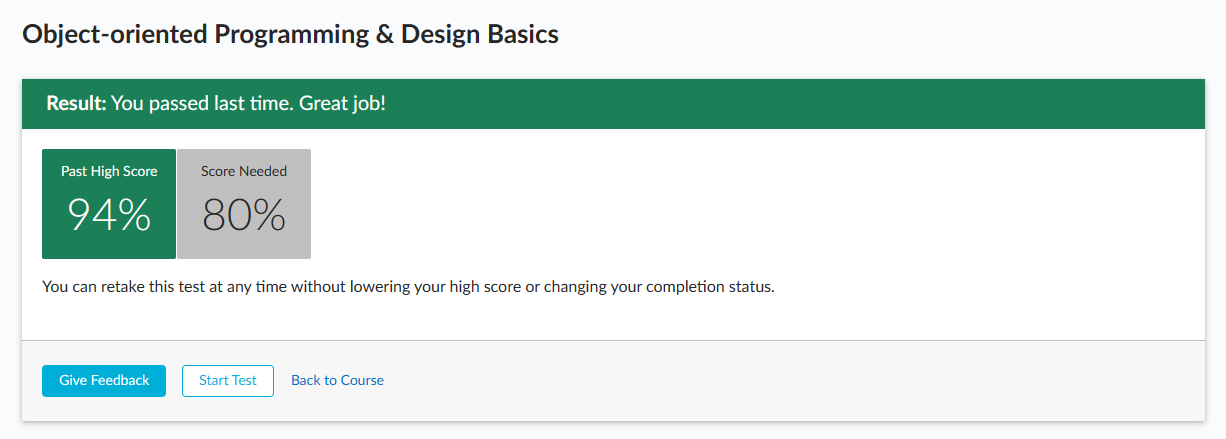 Object-oriented Programming & Design Basics
Result: You passed last time. Great job!
Past High Score
94%
Score Needed
80%
You can retake this test at any time without lowering your high score or changing your completion status.
Give Feedback
Start Test
Back to Course